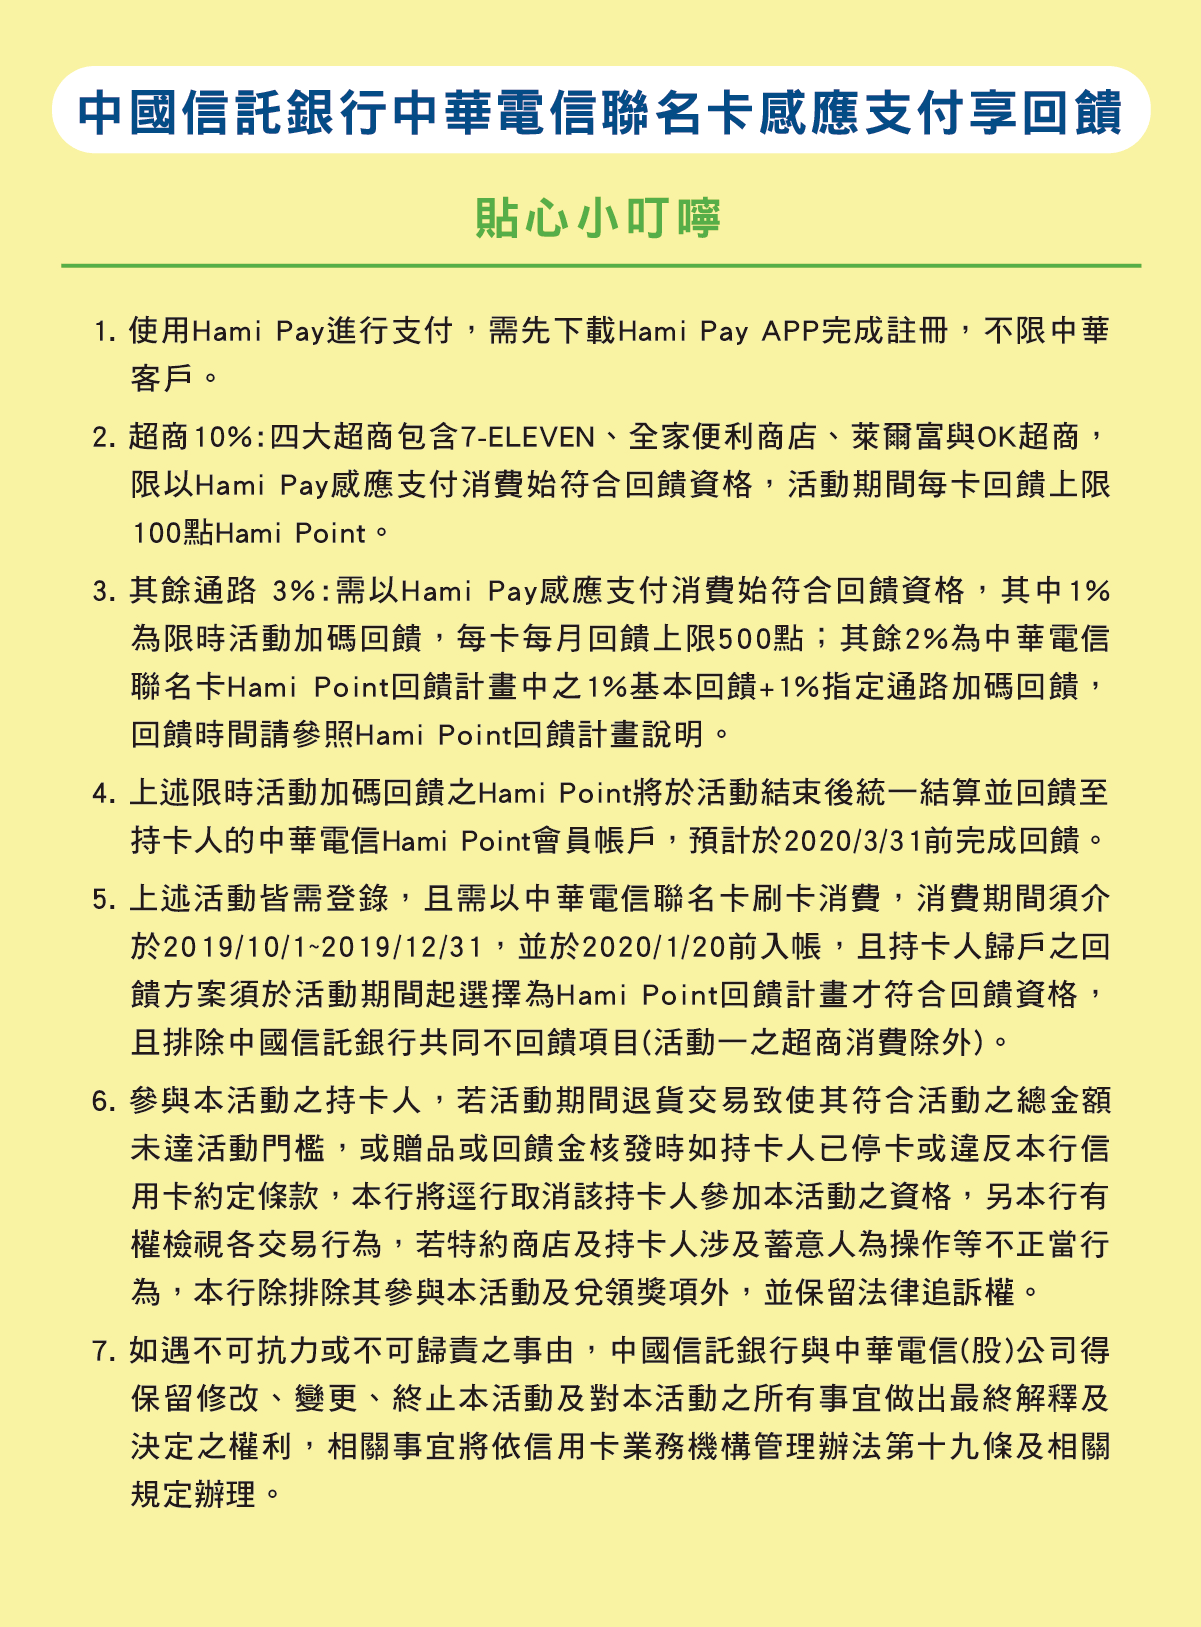 中國信託銀行中華電信聯名卡感應支付享回饋
貼心小叮嚀
1. 使用Hami Pay進行支付，需先下載Hami Pay APP完成註冊，不限中華
客戶。
2. 超商10%:四大超商包含7-ELEVEN、全家便利商店、萊爾富與OK超商，
限以Hami Pay感應支付消費始符合回饋資格，活動期間每卡回饋上限
100點Hami Point。
3. 其餘通路 3%:需以Hami Pay感應支付消費始符合回饋資格，其中1%
為限時活動加碼回饋，每卡每月回饋上限500點；其餘2%為中華電信
聯名卡Hami Point回饋計畫中之1%基本回饋+1%指定通路加碼回饋，
回饋時間請參照Hami Point回饋計畫說明。
4. 上述限時活動加碼回饋之Hami Point將於活動結束後統一結算並回饋至
持卡人的中華電信Hami Point會員帳戶，預計於2020/3/31前完成回饋。
5. 上述活動皆需登錄，且需以中華電信聯名卡刷卡消費，消費期間須介
於2019/10/1~2019/12/31，並於2020/1/20前入帳，且持卡人歸戶之回
饋方案須於活動期間起選擇為Hami Point回饋計畫才符合回饋資格，
且排除中國信託銀行共同不回饋項目(活動一之超商消費除外)。
6. 參與本活動之持卡人，若活動期間退貨交易致使其符合活動之總金額
未達活動門檻，或贈品或回饋金核發時如持卡人已停卡或違反本行信
用卡約定條款，本行將逕行取消該持卡人參加本活動之資格，另本行有
權檢視各交易行為，若特約商店及持卡人涉及蓄意人為操作等不正當行
為，本行除排除其參與本活動及兌領獎項外，並保留法律追訴權。
7. 如遇不可抗力或不可歸責之事由，中國信託銀行與中華電信(股)公司得
保留修改、變更、終止本活動及對本活動之所有事宜做出最終解釋及
決定之權利，相關事宜將依信用卡業務機構管理辦法第十九條及相關
規定辦理。